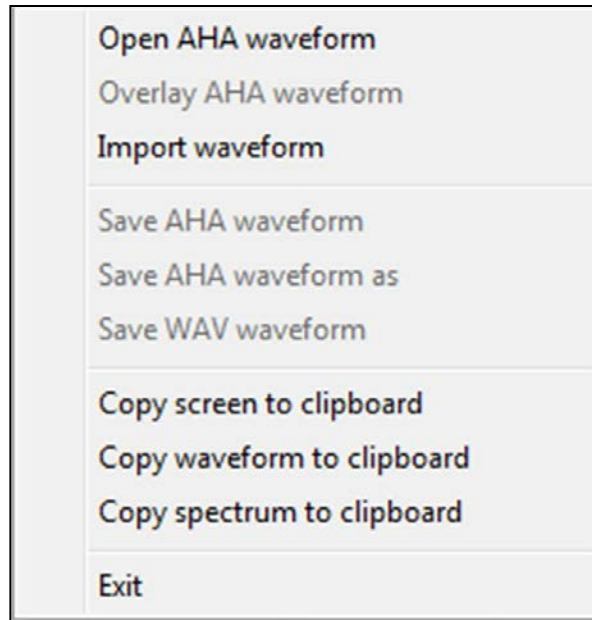 Open AHA waveform
Overlay AHA waveform
Import waveform
Save AHA waveform
Save AHA waveform as
Save WAV waveform
Copy screen to clipboard
Copy waveform to clipboard
Copy spectrum to clipboard
Exit